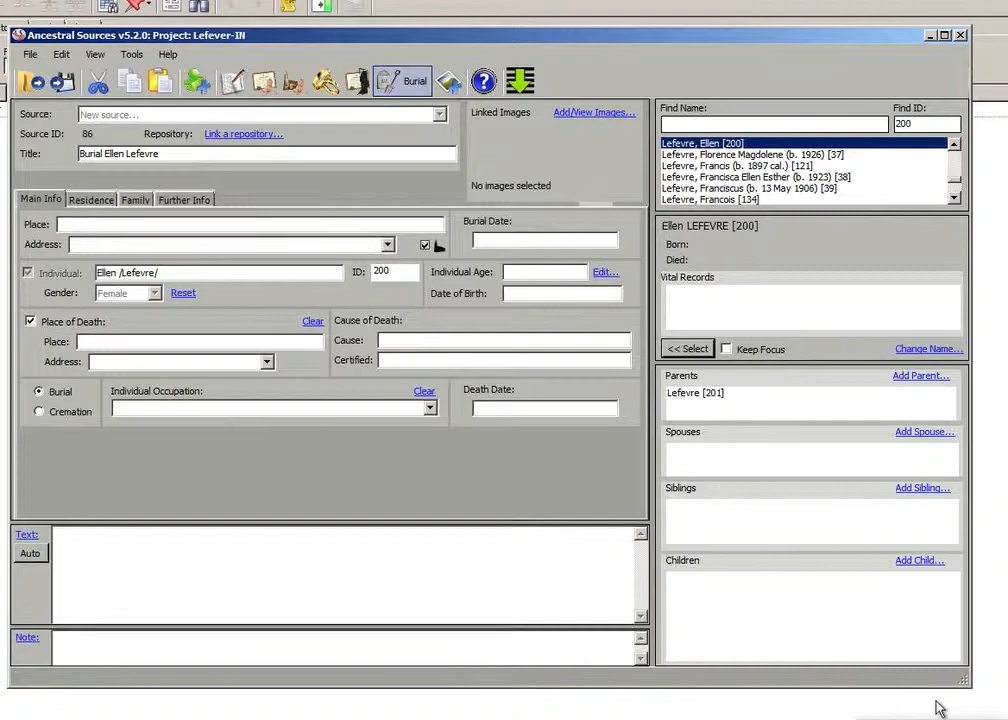 Ancestral Sources v5.2.0: Project: Lefever-IN
File Edit View Tools Help
Burial
Source: New source...
Source ID: 86 Repository: Link a repository...
Title: Burial Ellen Lefevre
Linked Images Add/View Images...
No images selected
Main Info Residence Family Further Info
Place:
Address:
Burial Date:
Individual: Ellen /Lefevre/ ID: 200
Gender: Female Reset
Individual Age: Edit...
Date of Birth:
Place of Death: Clear
Place:
Address:
Cause of Death:
Cause:
Certified:
Burial
Cremation
Individual Occupation: Clear
Death Date:
Text:
Auto
Note:
Find Name: Find ID:
200
Lefevre, Ellen [200]
Lefevre, Florence Magdolene (b. 1926) [37]
Lefevre, Francis (b. 1897 cal.) [121]
Lefevre, Francisca Ellen Esther (b. 1923) [38]
Lefevre, Franciscus (b. 13 May 1906) [39]
Lefevre, Francois [134]
Ellen LEFEVRE [200]
Born:
Died:
Vital Records
<< Select Keep Focus Change Name...
Parents Add Parent...
Lefevre [201]
Spouses Add Spouse...
Siblings Add Sibling...
Children Add Child...